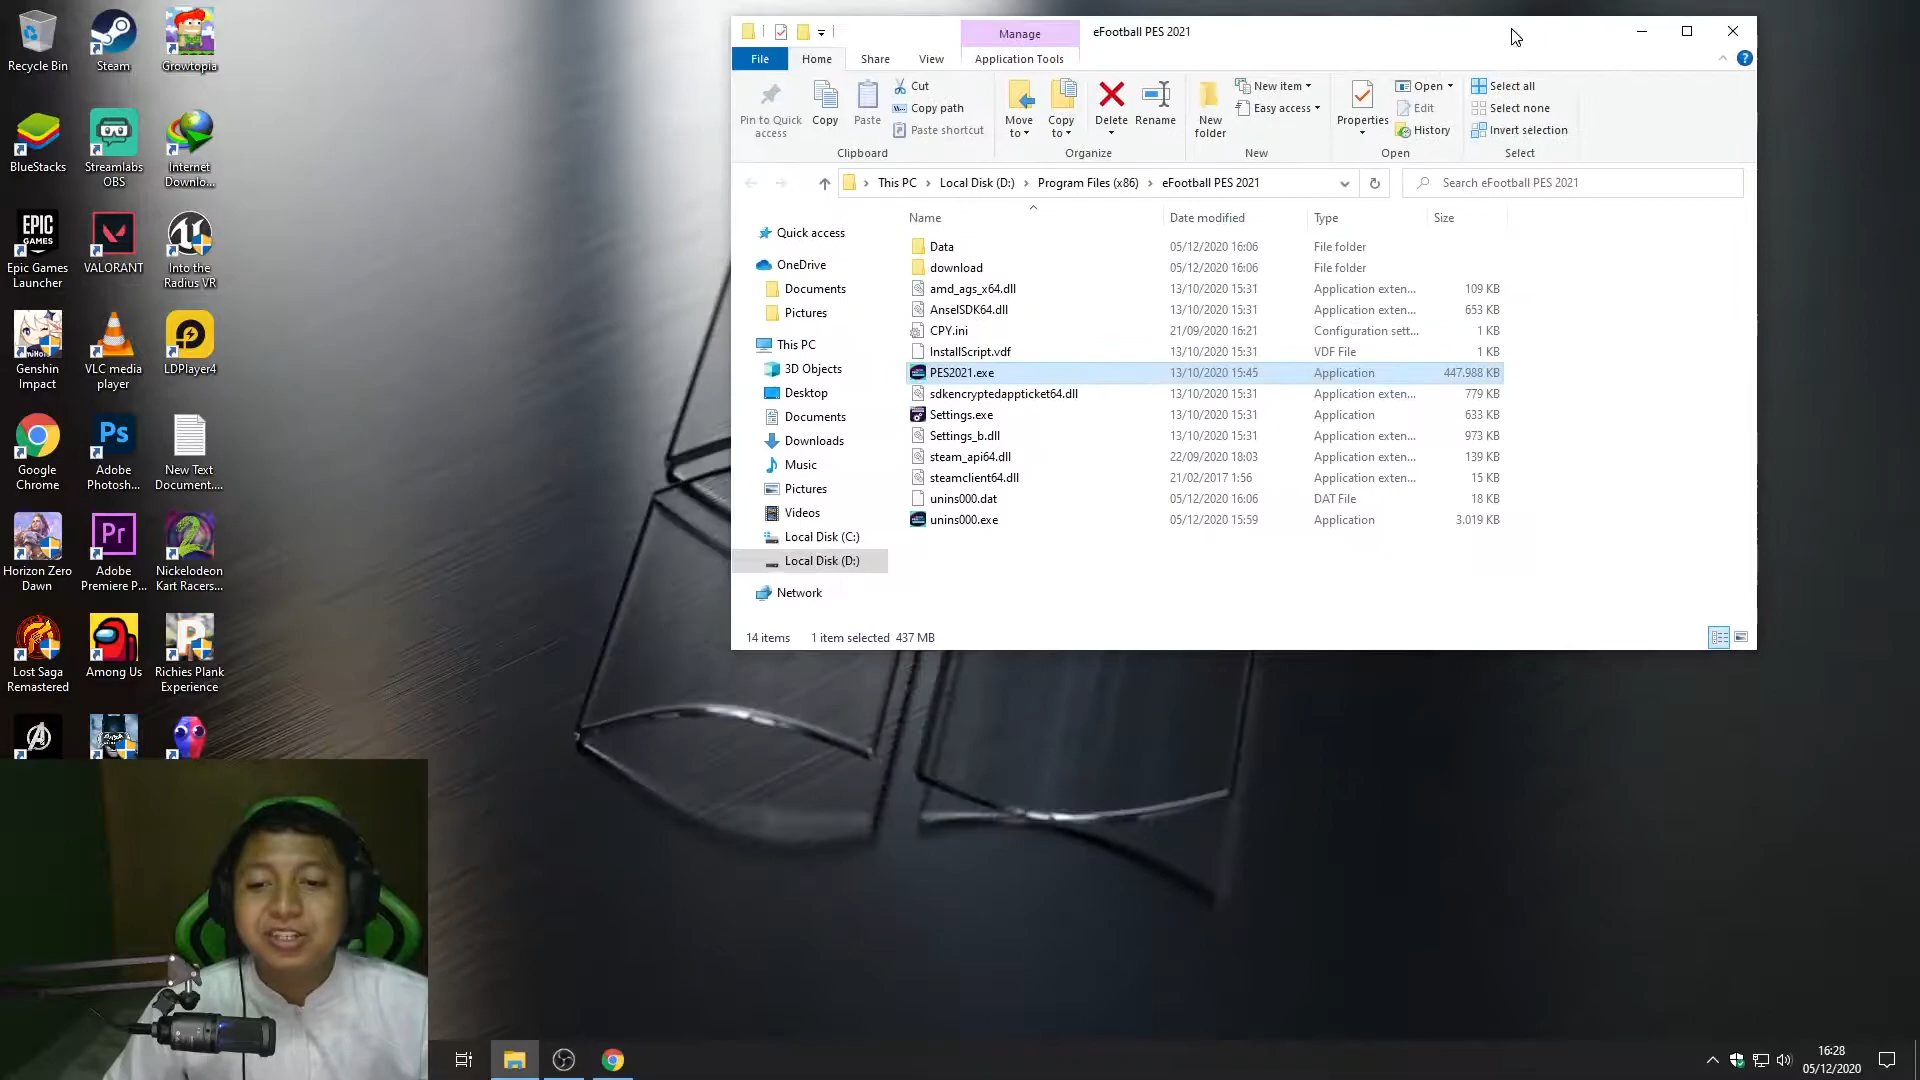 Recycle Bin
Steam
Growtopia
BlueStacks
Streamlabs
OBS
Internet
Downlo...
EPIC
GAMES
Epic Games
Launcher
VALORANT
Into the
Radius VR
Genshin
Impact
VLC media
player
LDPlayer4
Google
Chrome
Ps
Adobe
Photosh...
New Text
Document....
Horizon Zero
Dawn
Pr
Adobe
Premiere P...
Nickelodeon
Kart Racers...
Lost Saga
Remastered
Among Us
Richies Plank
Experience
Manage
eFootball PES 2021
File
Home
Share
View
Application Tools
Pin to Quick
access
Copy
Paste
Cut
Copy path
Paste shortcut
Clipboard
Move
to
Copy
to
Delete
Rename
Organize
New
folder
New item
Easy access
New
Properties
Open
Edit
History
Open
Select all
Select none
Invert selection
Select
This PC
Local Disk (D:)
Program Files (x86)
eFootball PES 2021
Search eFootball PES 2021
Quick access
OneDrive
Documents
Pictures
This PC
3D Objects
Desktop
Documents
Downloads
Music
Pictures
Videos
Local Disk (C:)
Local Disk (D:)
Network
Name Date modified Type Size
Data 05/12/2020 16:06 File folder
download 05/12/2020 16:06 File folder
amd_ags_x64.dll 13/10/2020 15:31 Application exten... 109 KB
AnselSDK64.dll 13/10/2020 15:31 Application exten... 653 KB
CPY.ini 21/09/2020 16:21 Configuration sett... 1 KB
InstallScript.vdf 13/10/2020 15:31 VDF File 1 KB
PES2021.exe 13/10/2020 15:45 Application 447.988 KB
sdkencryptedappticket64.dll 13/10/2020 15:31 Application exten... 779 KB
Settings.exe 13/10/2020 15:31 Application 633 KB
Settings_b.dll 13/10/2020 15:31 Application exten... 973 KB
steam_api64.dll 22/09/2020 18:03 Application exten... 139 KB
steamclient64.dll 21/02/2017 1:56 Application exten... 15 KB
unins000.dat 05/12/2020 16:06 DAT File 18 KB
unins000.exe 05/12/2020 15:59 Application 3.019 KB
14 items 1 item selected 437 MB
16:28
05/12/2020